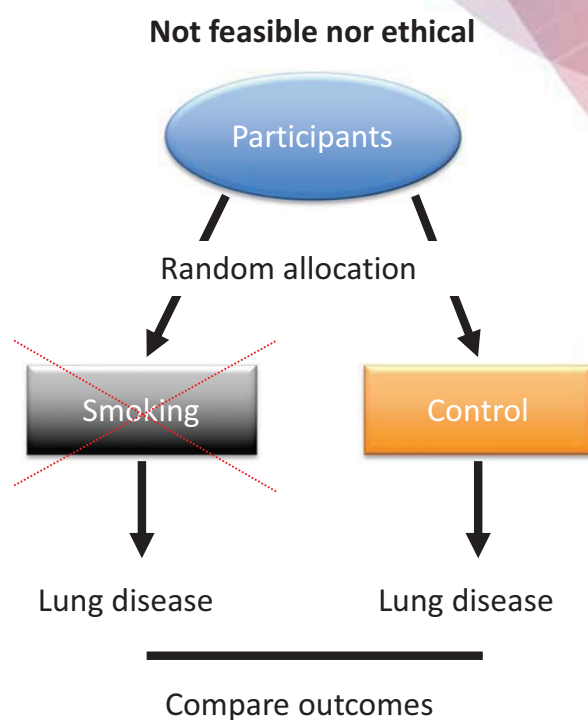 Not feasible nor ethical
Participants
Random allocation
Smoking
Control
Lung disease
Lung disease
Compare outcomes